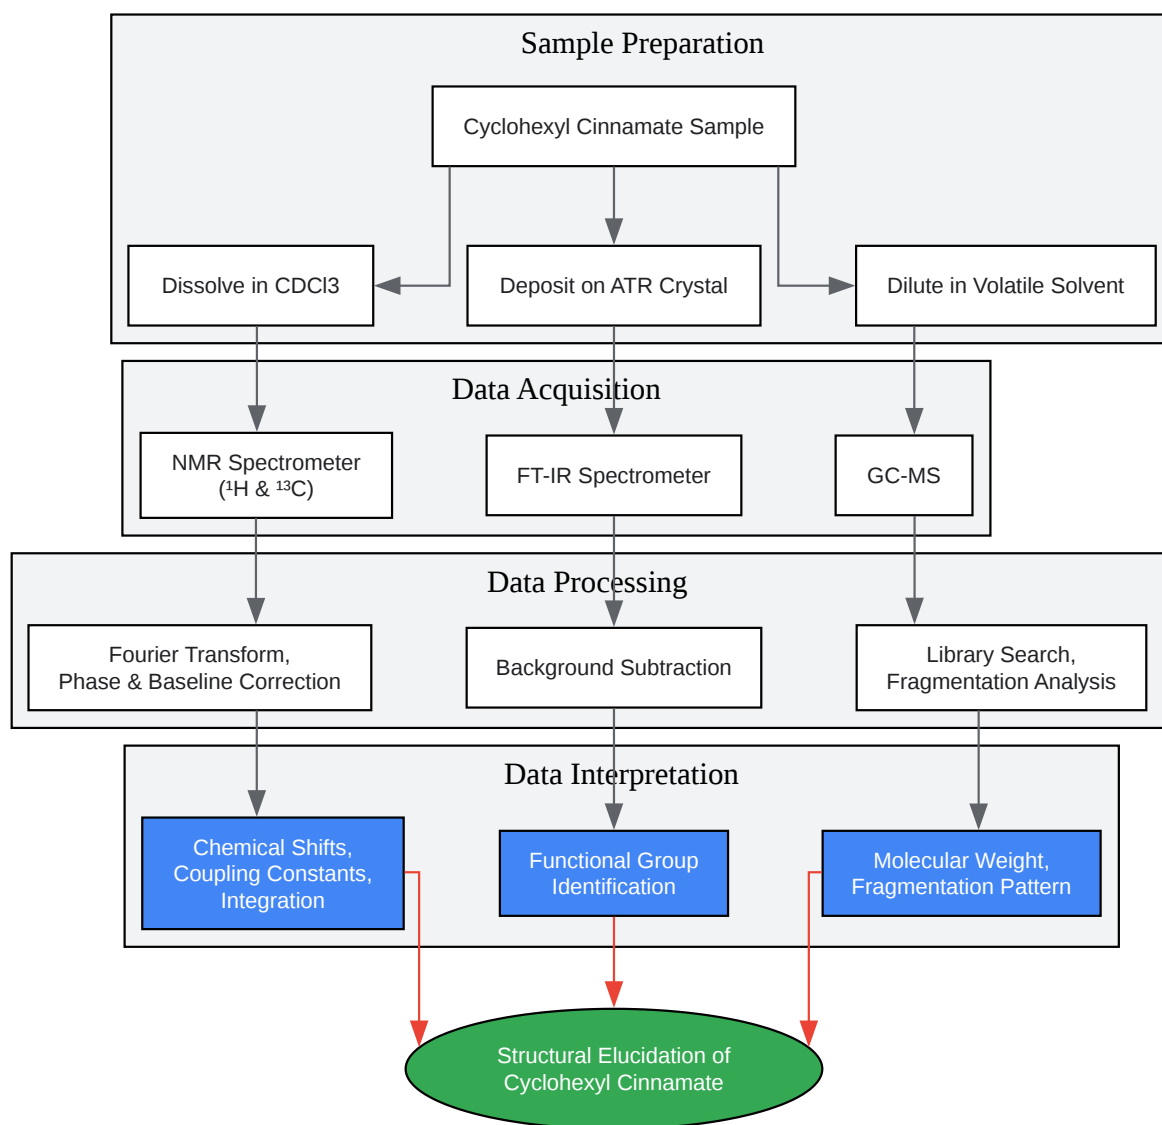 Sample Preparation
Cyclohexyl Cinnamate Sample
Dissolve in CDCl3
Deposit on ATR Crystal
Dilute in Volatile Solvent
Data Acquisition
NMR Spectrometer
(¹H & ¹³C)
FT-IR Spectrometer
GC-MS
Data Processing
Fourier Transform,
Phase & Baseline Correction
Background Subtraction
Library Search,
Fragmentation Analysis
Data Interpretation
Chemical Shifts,
Coupling Constants,
Integration
Functional Group
Identification
Molecular Weight,
Fragmentation Pattern
Structural Elucidation of
Cyclohexyl Cinnamate